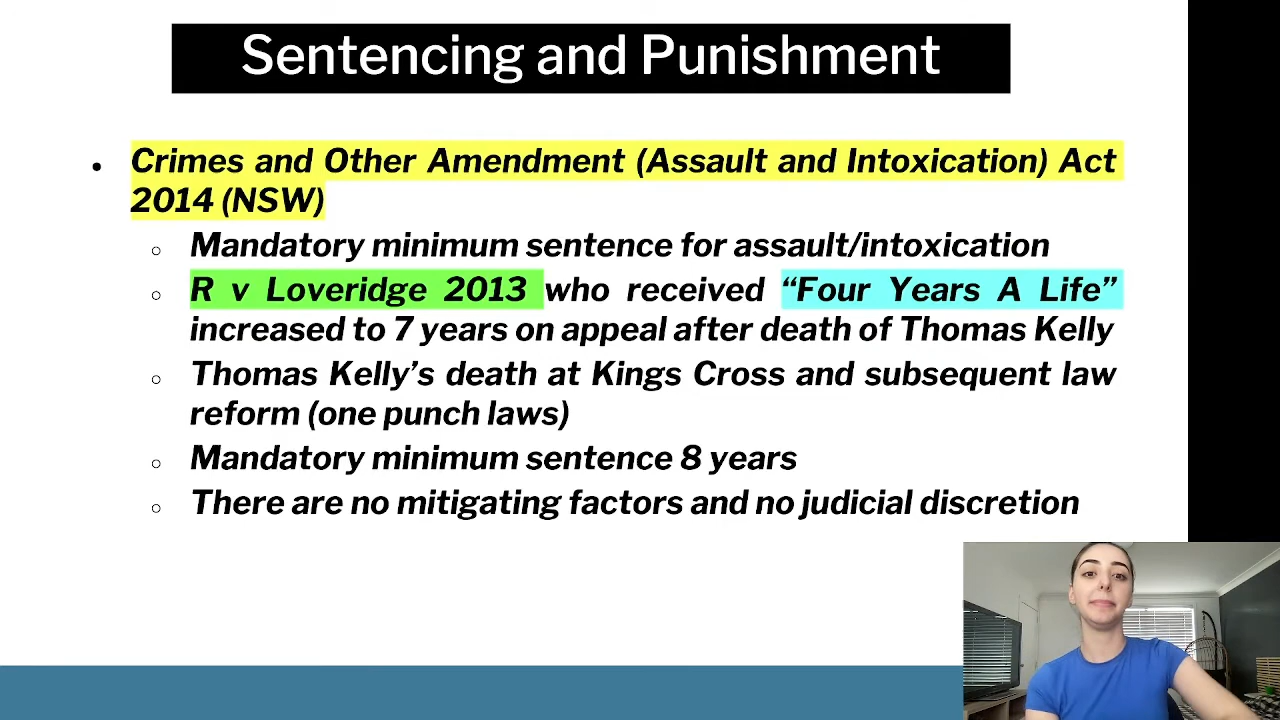 Sentencing and Punishment
• Crimes and Other Amendment (Assault and Intoxication) Act
2014 (NSW)
○ Mandatory minimum sentence for assault/intoxication
○ R v Loveridge 2013 who received “Four Years A Life”
increased to 7 years on appeal after death of Thomas Kelly
○ Thomas Kelly’s death at Kings Cross and subsequent law
reform (one punch laws)
○ Mandatory minimum sentence 8 years
○ There are no mitigating factors and no judicial discretion